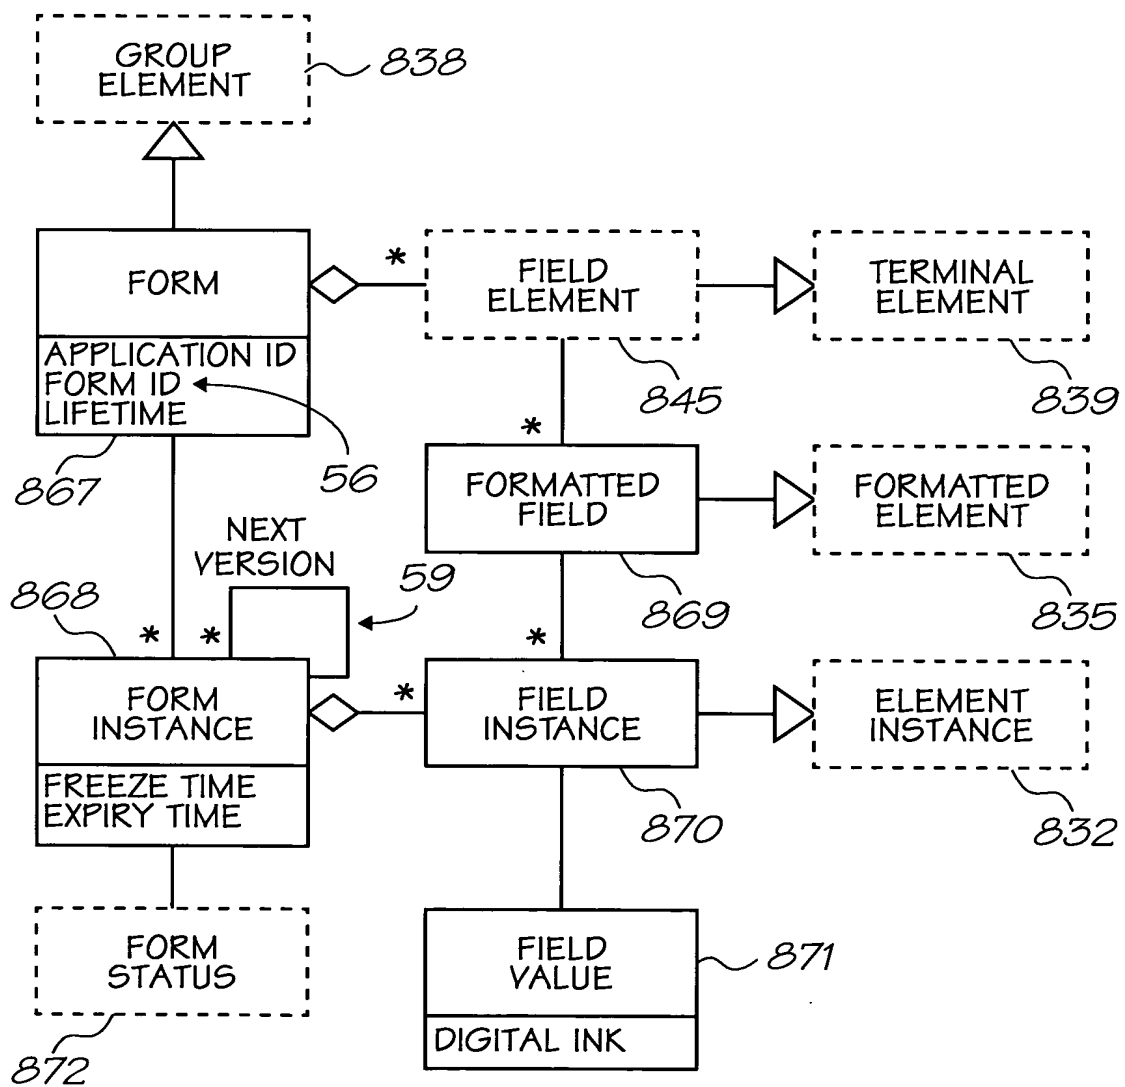 GROUP
ELEMENT
838
FORM
*
FIELD
ELEMENT
TERMINAL
ELEMENT
APPLICATION ID
FORM ID
LIFETIME
845
839
867
56
*
FORMATTED
FIELD
FORMATTED
ELEMENT
NEXT
VERSION
59
869
835
868
*
*
*
FORM
INSTANCE
*
FIELD
INSTANCE
ELEMENT
INSTANCE
FREEZE TIME
EXPIRY TIME
870
832
FORM
STATUS
FIELD
VALUE
871
DIGITAL INK
872